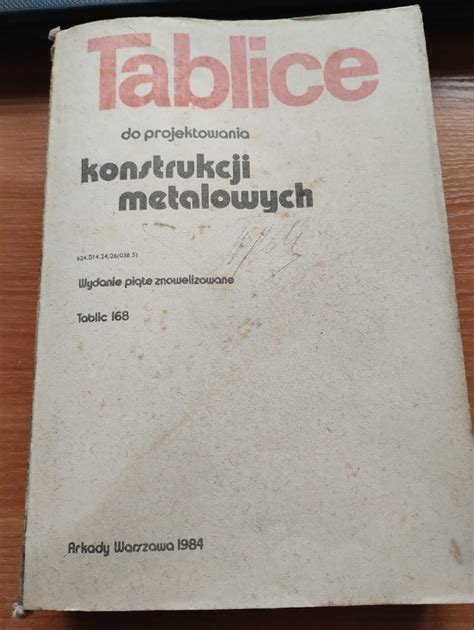 Tablice
do projektowania
konstrukcji
metalowych
624.014.24/26(038.5)
Wydanie piąte znowelizowane
Tablic 168
Arkady Warszawa 1984